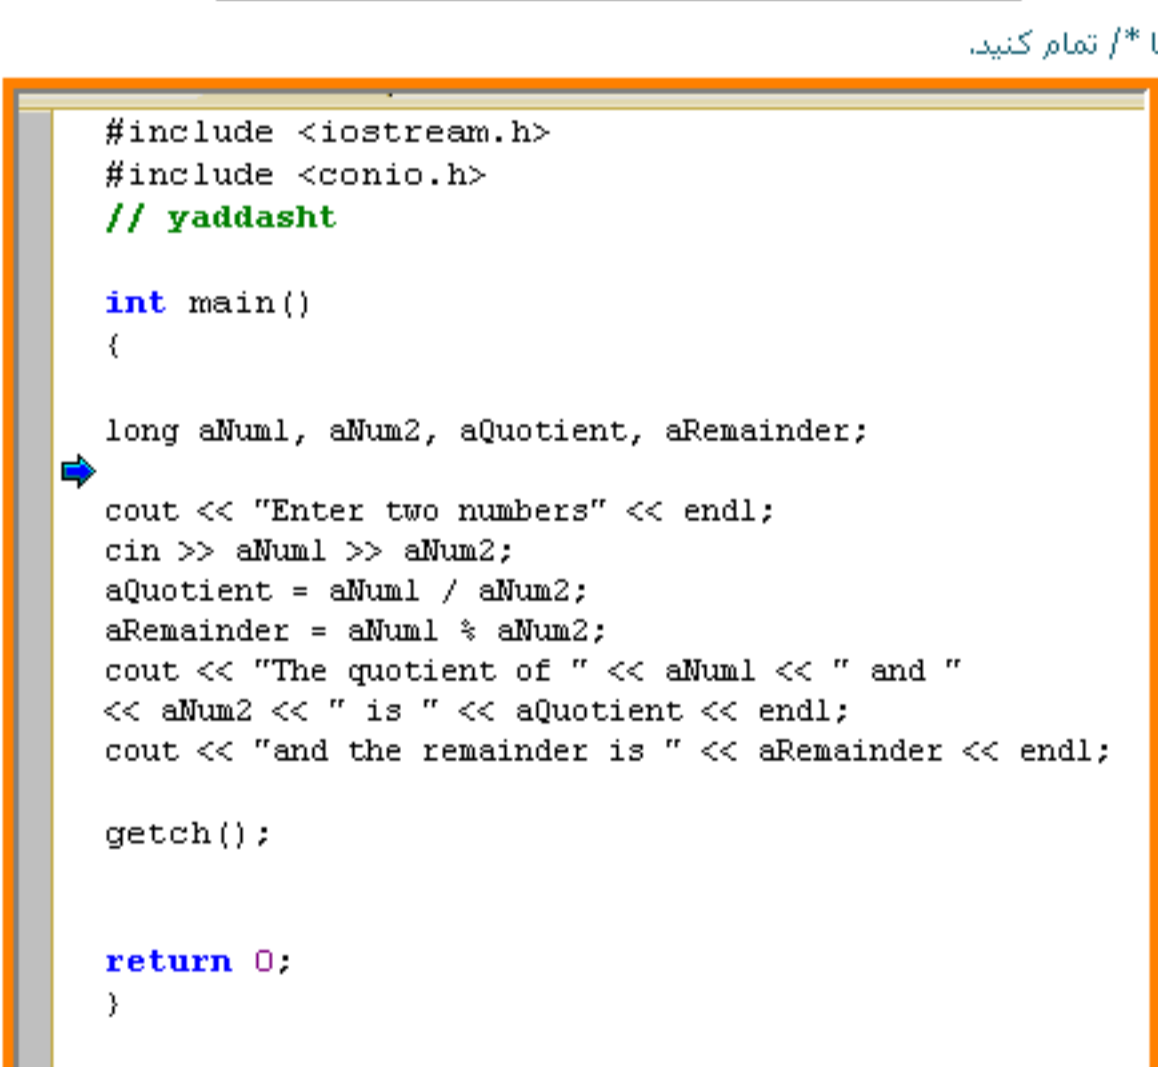 ا */ تمام کنید.
#include <iostream.h>
#include <conio.h>
// yaddasht
int main()
{
long aNum1, aNum2, aQuotient, aRemainder;
cout << "Enter two numbers" << endl;
cin >> aNum1 >> aNum2;
aQuotient = aNum1 / aNum2;
aRemainder = aNum1 % aNum2;
cout << "The quotient of " << aNum1 << " and "
<< aNum2 << " is " << aQuotient << endl;
cout << "and the remainder is " << aRemainder << endl;
getch();
return 0;
}